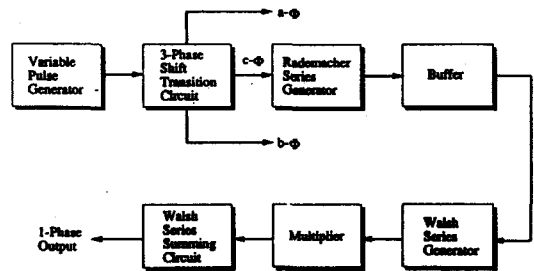 a-Φ
Variable
Pulse
Generator
3-Phase
Shift
Transition
Circuit
c-Φ
Rademacher
Series
Generator
Buffer
b-Φ
1-Phase
Output
Walsh
Series
Summing
Circuit
Multiplier
Walsh
Series
Generator